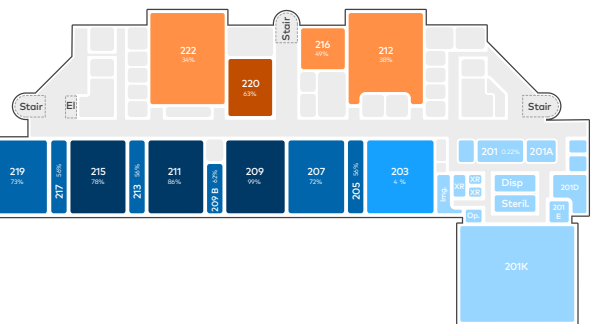 Stair
222
34%
216
49%
212
35%
220
63%
Stair
El
Stair
219
73%
217 56%
215
78%
213 56%
211
86%
209 B 62%
209
99%
207
72%
205 56%
203
4 %
201 0.22%
201A
Img.
XR
XR
XR
Disp
Steril.
Op.
201D
201
E
201K